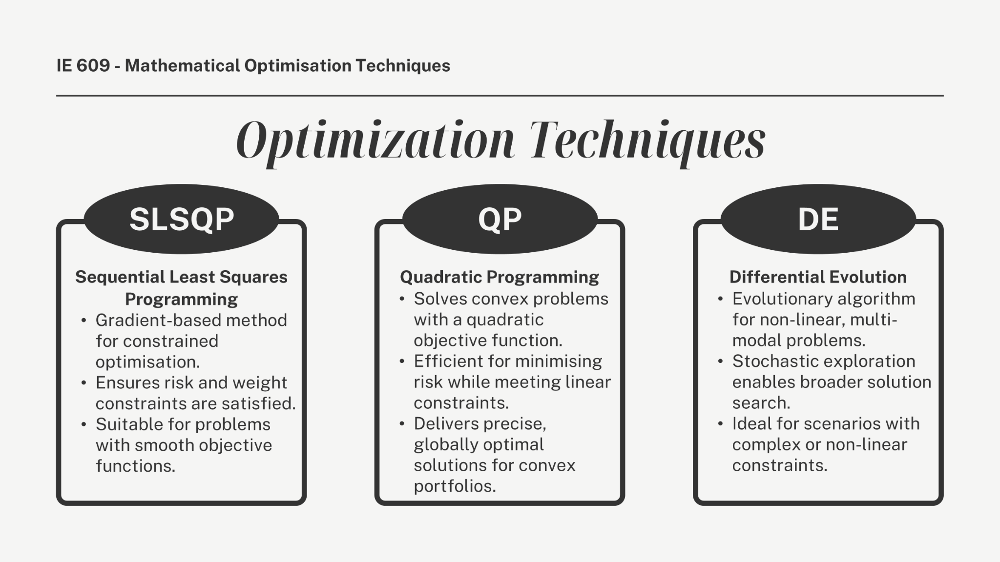 IE 609 - Mathematical Optimisation Techniques
Optimization Techniques
SLSQP
Sequential Least Squares
Programming
• Gradient-based method
for constrained
optimisation.
• Ensures risk and weight
constraints are satisfied.
• Suitable for problems
with smooth objective
functions.
QP
Quadratic Programming
• Solves convex problems
with a quadratic
objective function.
• Efficient for minimising
risk while meeting linear
constraints.
• Delivers precise,
globally optimal
solutions for convex
portfolios.
DE
Differential Evolution
• Evolutionary algorithm
for non-linear, multi-
modal problems.
• Stochastic exploration
enables broader solution
search.
• Ideal for scenarios with
complex or non-linear
constraints.